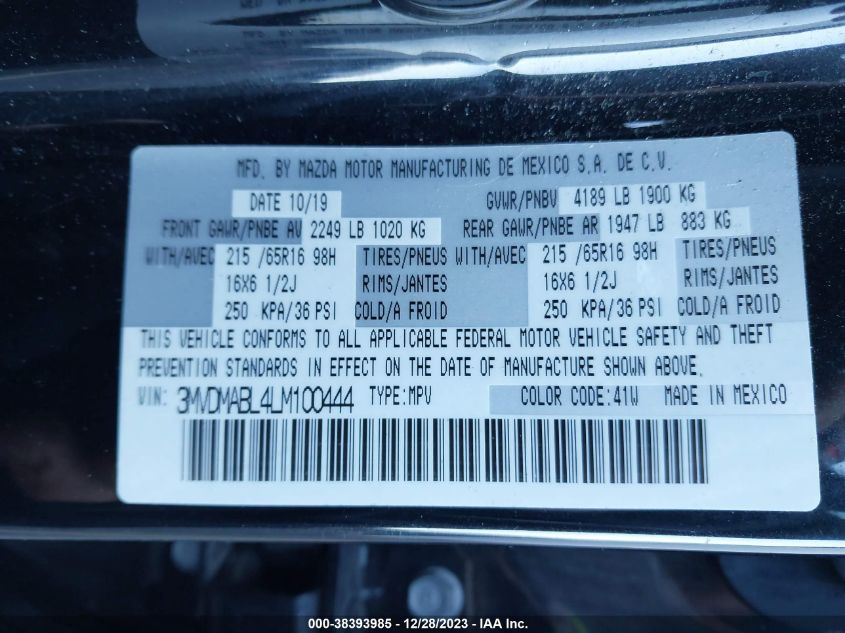 MFD. BY MAZDA MOTOR MANUFACTURING DE MEXICO S.A. DE C.V.
DATE 10/19 GVWR/PNBV 4189 LB 1900 KG
FRONT GAWR/PNBE AV 2249 LB 1020 KG REAR GAWR/PNBE AR 1947 LB 883 KG
WITH/AVEC 215 /65R16 98H TIRES/PNEUS WITH/AVEC 215 /65R16 98H TIRES/PNEUS
16X6 1/2J RIMS/JANTES 16X6 1/2J RIMS/JANTES
250 KPA/36 PSI COLD/A FROID 250 KPA/36 PSI COLD/A FROID
THIS VEHICLE CONFORMS TO ALL APPLICABLE FEDERAL MOTOR VEHICLE SAFETY AND THEFT
PREVENTION STANDARDS IN EFFECT ON THE DATE OF MANUFACTURE SHOWN ABOVE.
VIN: 3MVDMABL4LM100444 TYPE:MPV COLOR CODE:41W MADE IN MEXICO
000-38393985 - 12/28/2023 - IAA Inc.